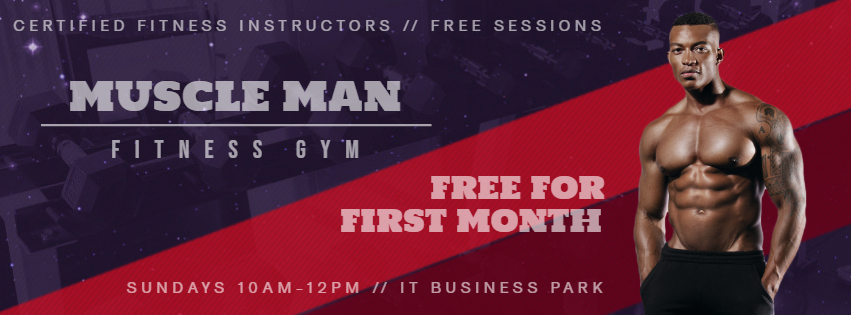 CERTIFIED FITNESS INSTRUCTORS // FREE SESSIONS
MUSCLE MAN
FITNESS GYM
FREE FOR
FIRST MONTH
SUNDAYS 10AM-12PM // IT BUSINESS PARK